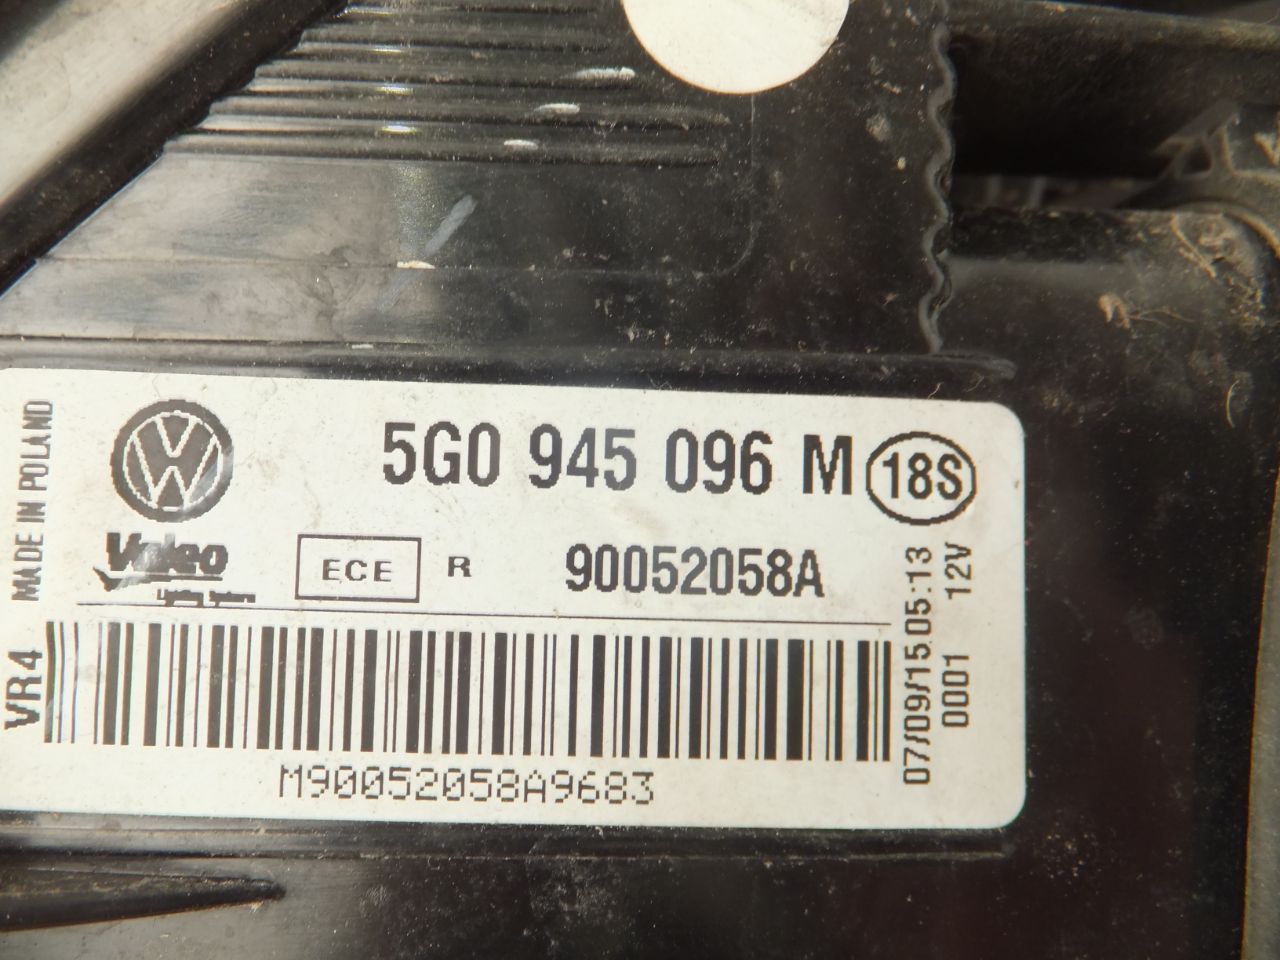 MADE IN POLAND
5G0 945 096 M 18S
Valeo
ECE R 90052058A
07/09/15 05:13
0001 12V
VR4
M90052058A9683